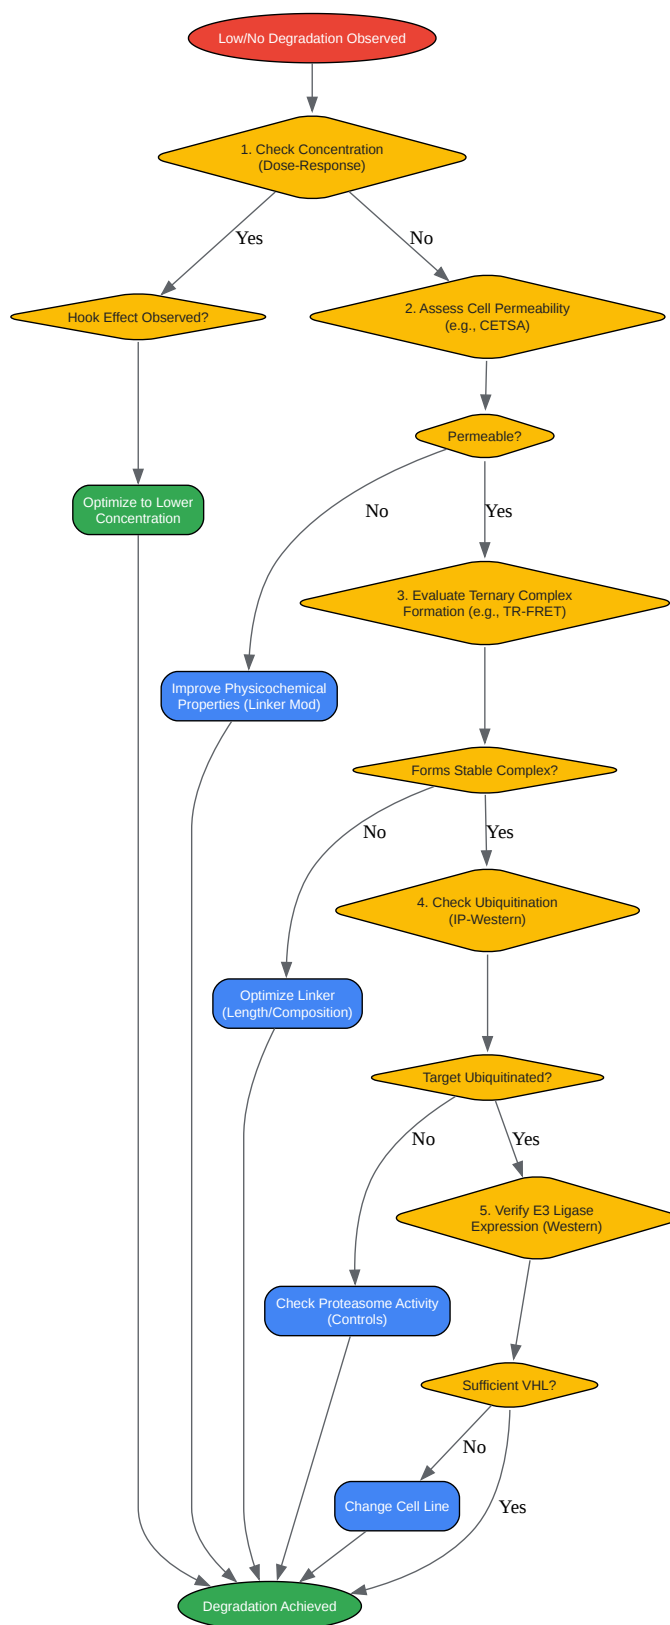 Low/No Degradation Observed
1. Check Concentration
(Dose-Response)
Yes
No
Hook Effect Observed?
2. Assess Cell Permeability
(e.g., CETSA)
Permeable?
Optimize to Lower
Concentration
No
Yes
3. Evaluate Ternary Complex
Formation (e.g., TR-FRET)
Improve Physicochemical
Properties (Linker Mod)
Forms Stable Complex?
No
Yes
4. Check Ubiquitination
(IP-Western)
Optimize Linker
(Length/Composition)
Target Ubiquitinated?
No
Yes
5. Verify E3 Ligase
Expression (Western)
Check Proteasome Activity
(Controls)
Sufficient VHL?
No
Change Cell Line
Yes
Degradation Achieved